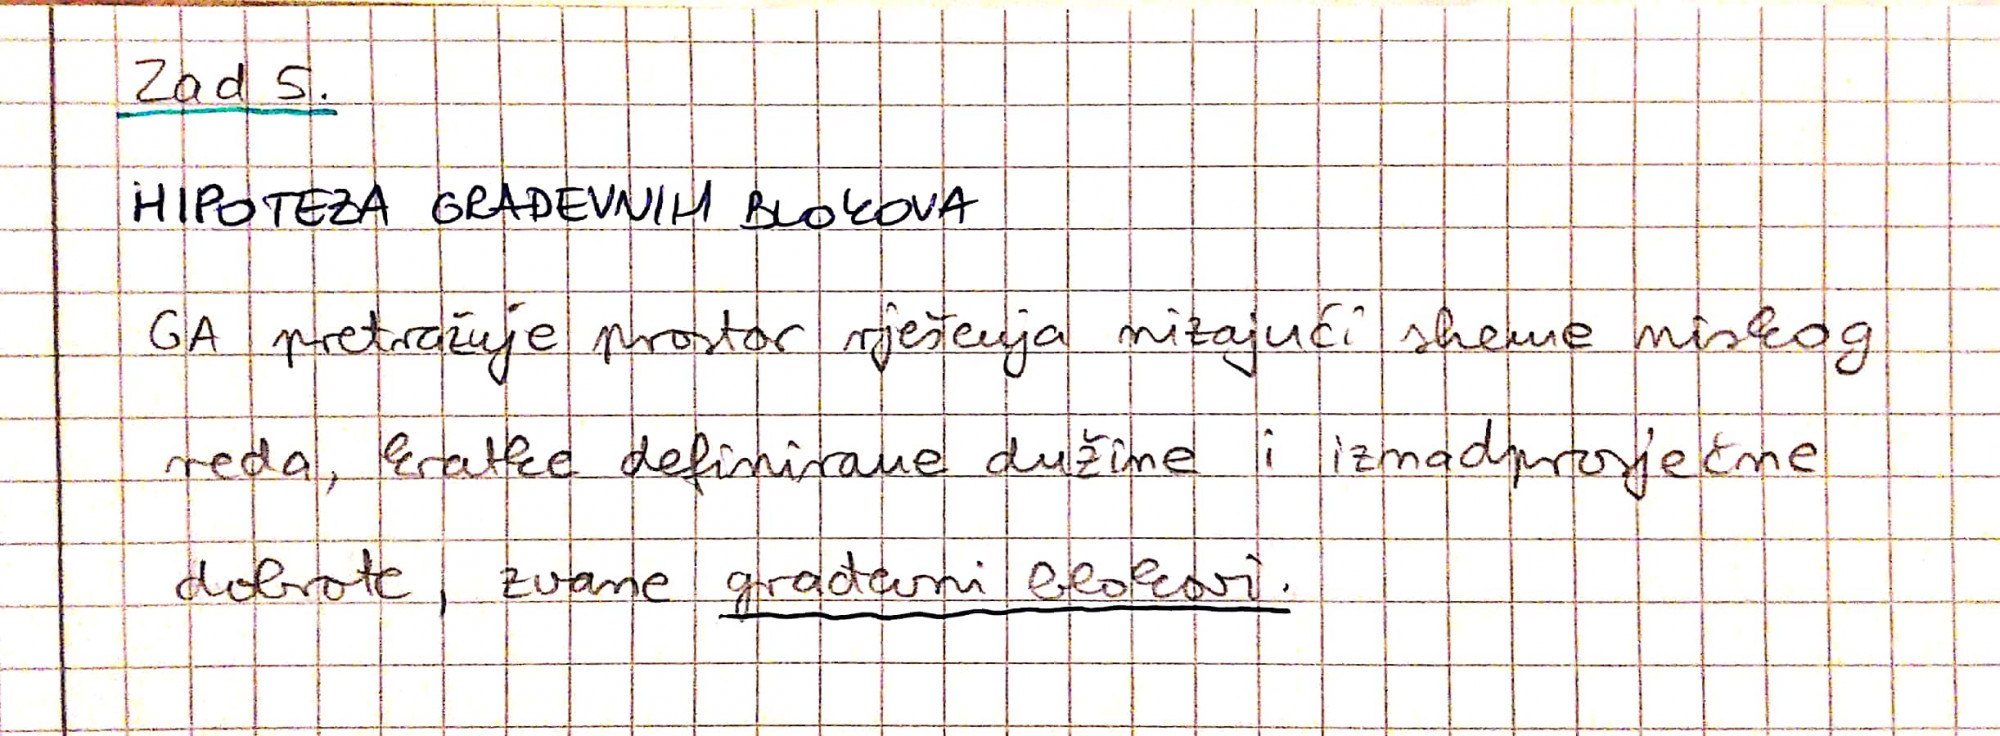 Zad 5.
HIPOTEZA GRAĐEVNIH BLOKOVA
GA pretražuje prostor rješenja nižajući sheme niskog
reda, kratke definirane dužine i iznadprosječne
dobrote, zvane građevni blokovi.